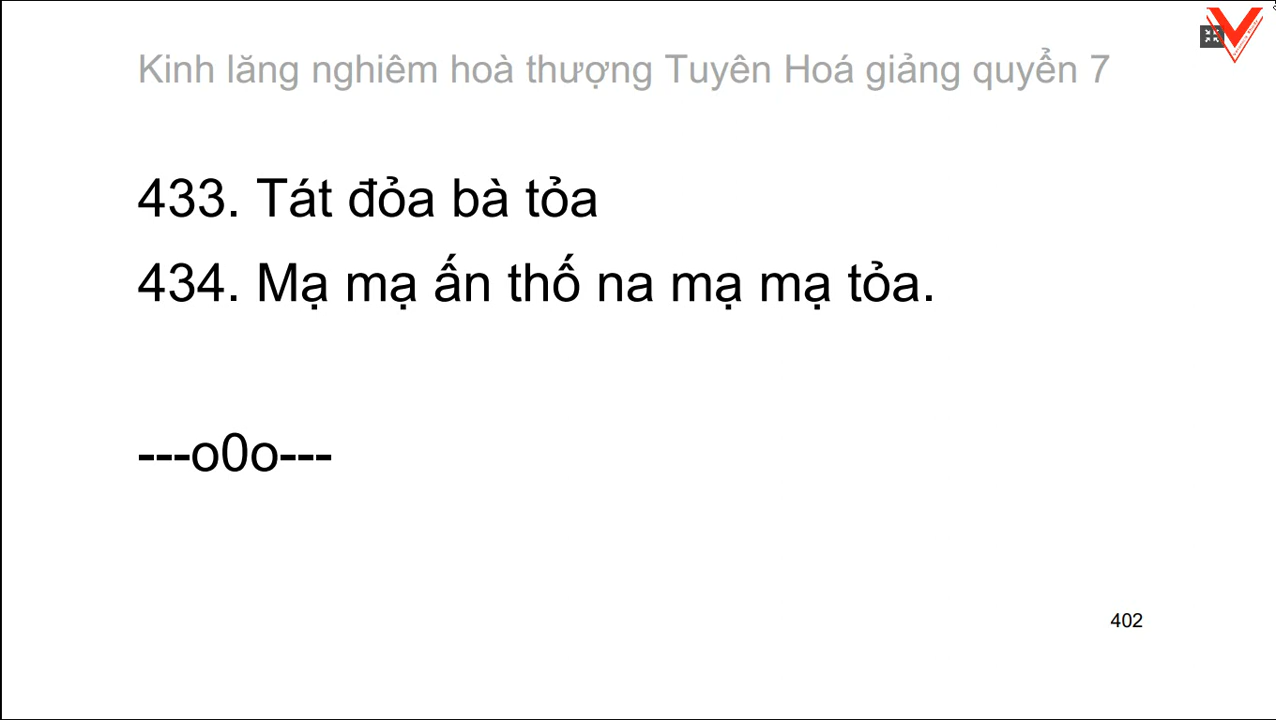 Kinh lăng nghiêm hoà thượng Tuyên Hoá giảng quyển 7
433. Tát đỏa bà tỏa
434. Mạ mạ ấn thố na mạ mạ tỏa.
---o0o---
402